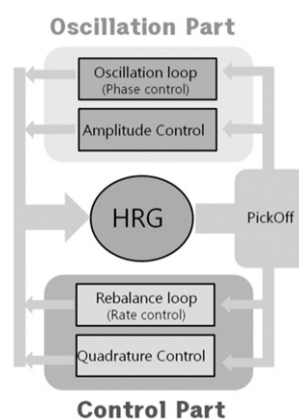 Oscillation Part
Oscillation loop
(Phase control)
Amplitude Control
HRG
PickOff
Rebalance loop
(Rate control)
Quadrature Control
Control Part